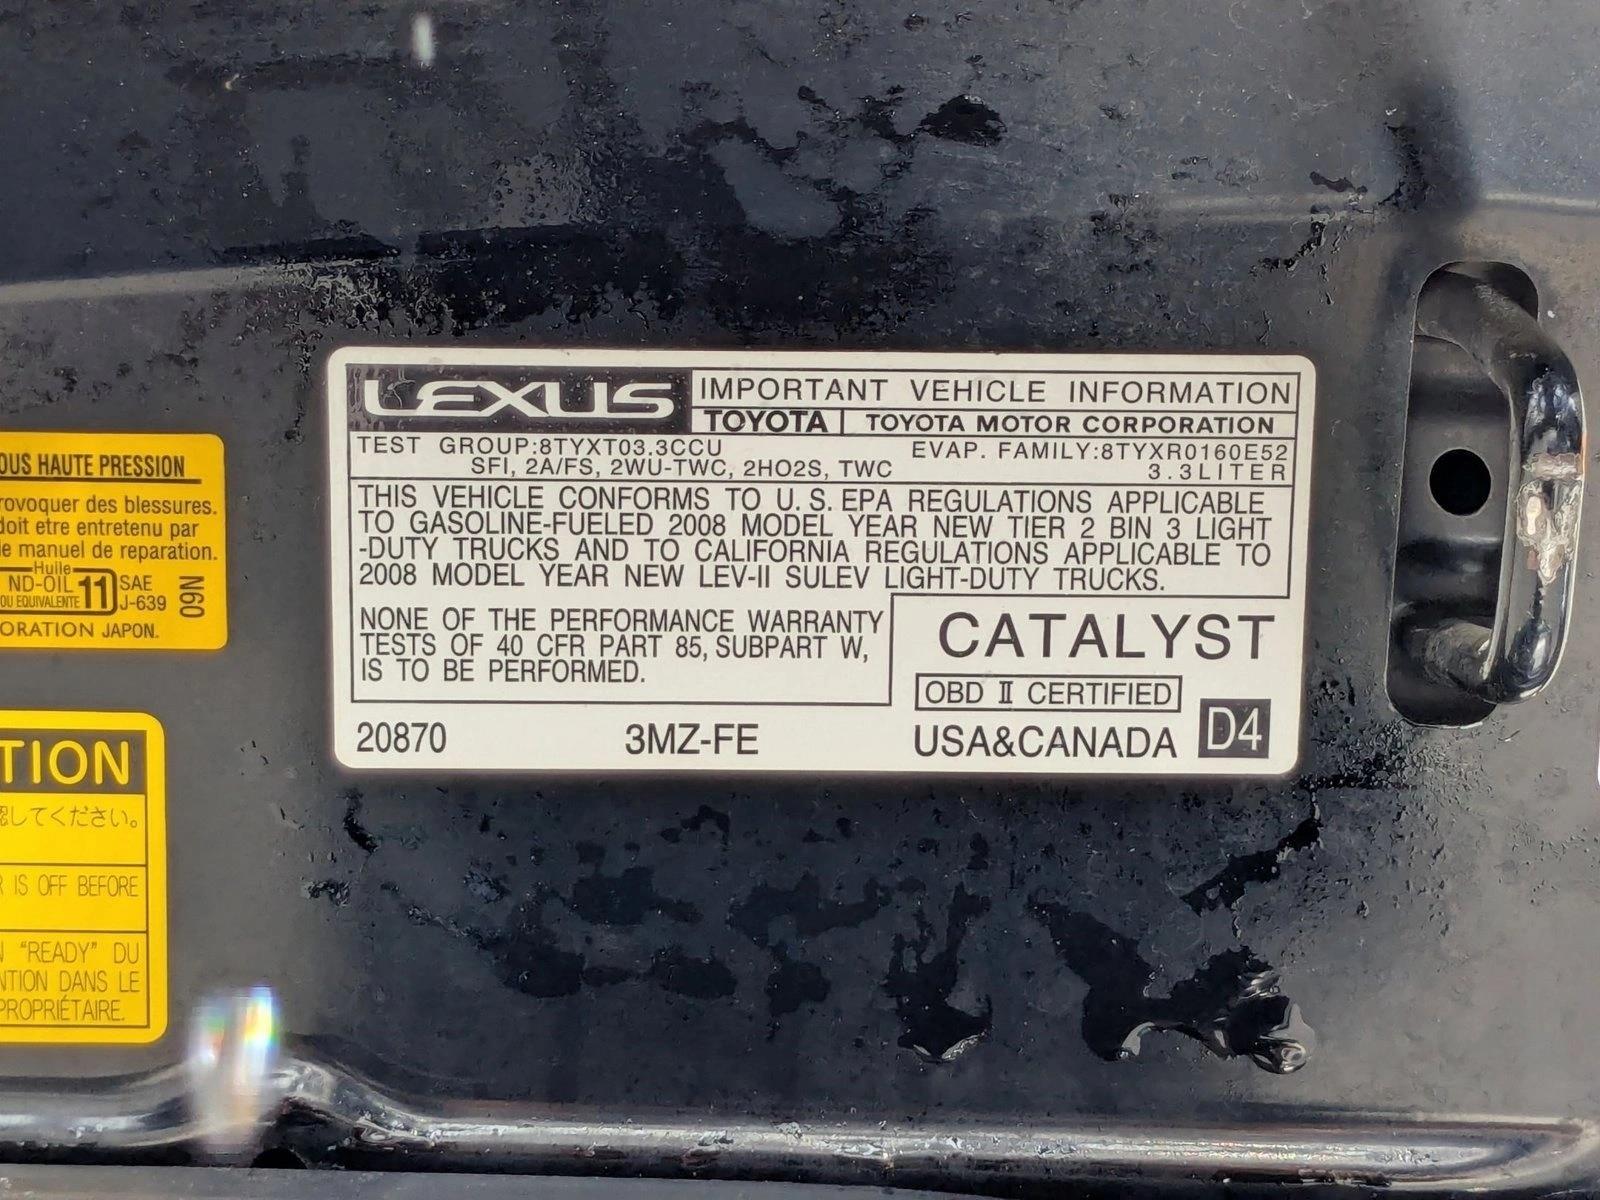 LEXUS IMPORTANT VEHICLE INFORMATION
TOYOTA TOYOTA MOTOR CORPORATION
TEST GROUP:8TYXT03.3CCU EVAP. FAMILY:8TYXR0160E52
SFI, 2A/FS, 2WU-TWC, 2HO2S, TWC 3.3LITER
THIS VEHICLE CONFORMS TO U.S. EPA REGULATIONS APPLICABLE
TO GASOLINE-FUELED 2008 MODEL YEAR NEW TIER 2 BIN 3 LIGHT
-DUTY TRUCKS AND TO CALIFORNIA REGULATIONS APPLICABLE TO
2008 MODEL YEAR NEW LEV-II SULEV LIGHT-DUTY TRUCKS.
NONE OF THE PERFORMANCE WARRANTY
TESTS OF 40 CFR PART 85, SUBPART W,
IS TO BE PERFORMED.
CATALYST
OBD II CERTIFIED
20870 3MZ-FE USA&CANADA D4
HAUTE PRESSION
des blessures.
doit etre entretenu par
manuel de reparation.
Huile
ND-OIL 11 SAE
OU EQUIVALENTE J-639
N60
JAPON.
TION
してください。
IS OFF BEFORE
"READY" DU
DANS LE
PROPRIÉTAIRE.